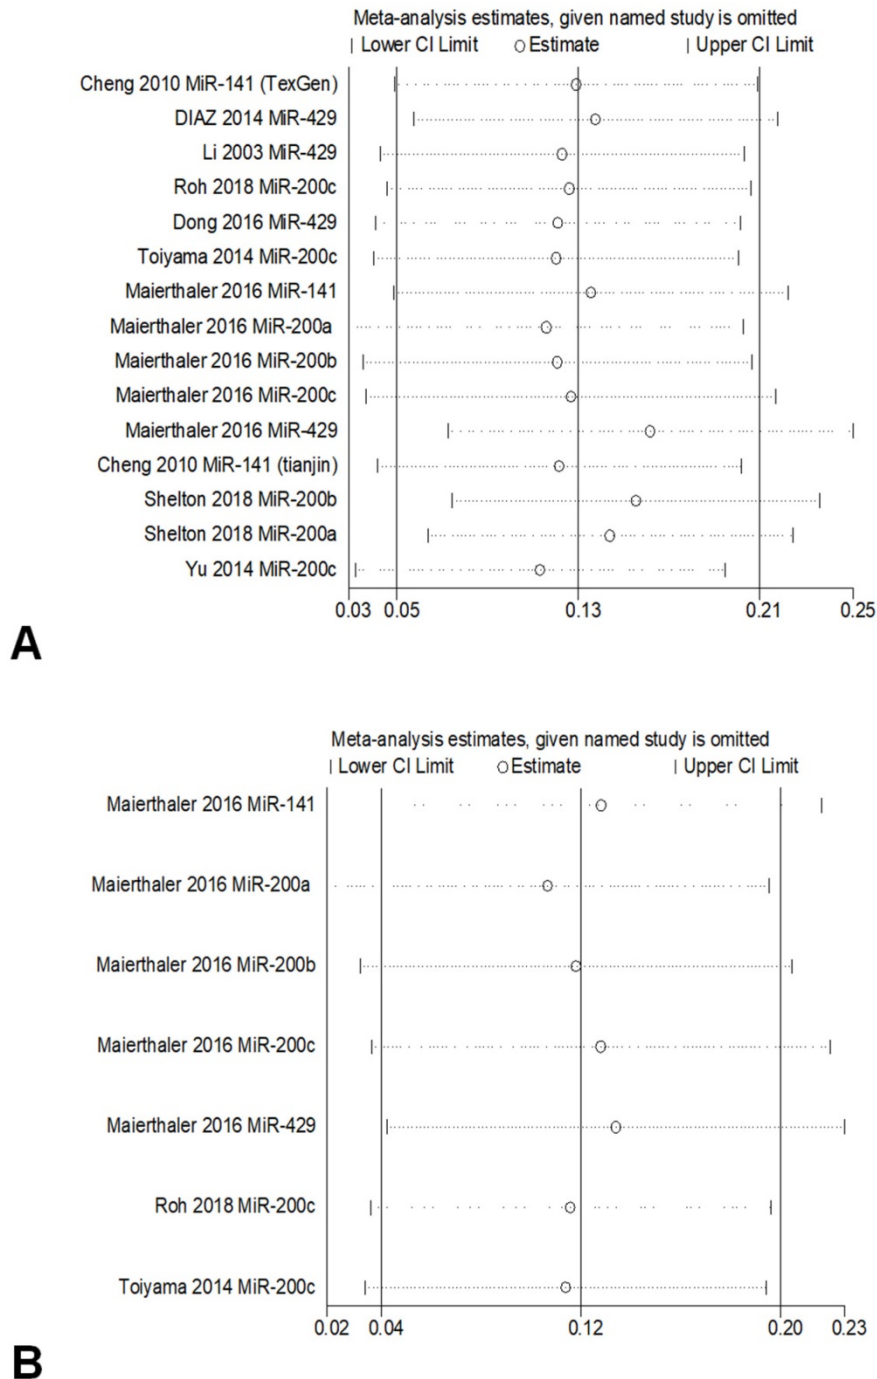 Meta-analysis estimates, given named study is omitted
| Lower CI Limit ○ Estimate | Upper CI Limit
Cheng 2010 MiR-141 (TexGen)
DIAZ 2014 MiR-429
Li 2003 MiR-429
Roh 2018 MiR-200c
Dong 2016 MiR-429
Toiyama 2014 MiR-200c
Maierthaler 2016 MiR-141
Maierthaler 2016 MiR-200a
Maierthaler 2016 MiR-200b
Maierthaler 2016 MiR-200c
Maierthaler 2016 MiR-429
Cheng 2010 MiR-141 (tianjin)
Shelton 2018 MiR-200b
Shelton 2018 MiR-200a
Yu 2014 MiR-200c
0.03 0.05 0.13 0.21 0.25
A
Meta-analysis estimates, given named study is omitted
| Lower CI Limit ○ Estimate | Upper CI Limit
Maierthaler 2016 MiR-141
Maierthaler 2016 MiR-200a
Maierthaler 2016 MiR-200b
Maierthaler 2016 MiR-200c
Maierthaler 2016 MiR-429
Roh 2018 MiR-200c
Toiyama 2014 MiR-200c
0.02 0.04 0.12 0.20 0.23
B